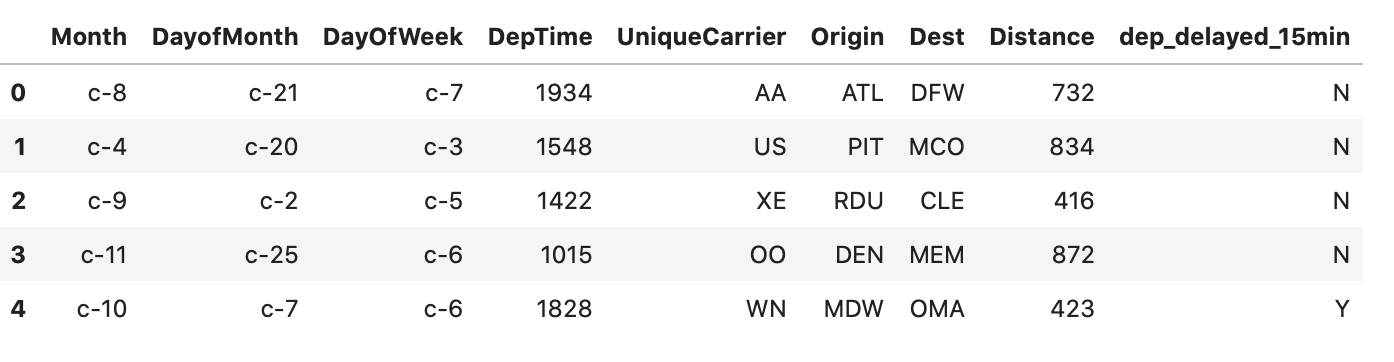 Month DayofMonth DayOfWeek DepTime UniqueCarrier Origin Dest Distance dep_delayed_15min
0 c-8 c-21 c-7 1934 AA ATL DFW 732 N
1 c-4 c-20 c-3 1548 US PIT MCO 834 N
2 c-9 c-2 c-5 1422 XE RDU CLE 416 N
3 c-11 c-25 c-6 1015 OO DEN MEM 872 N
4 c-10 c-7 c-6 1828 WN MDW OMA 423 Y